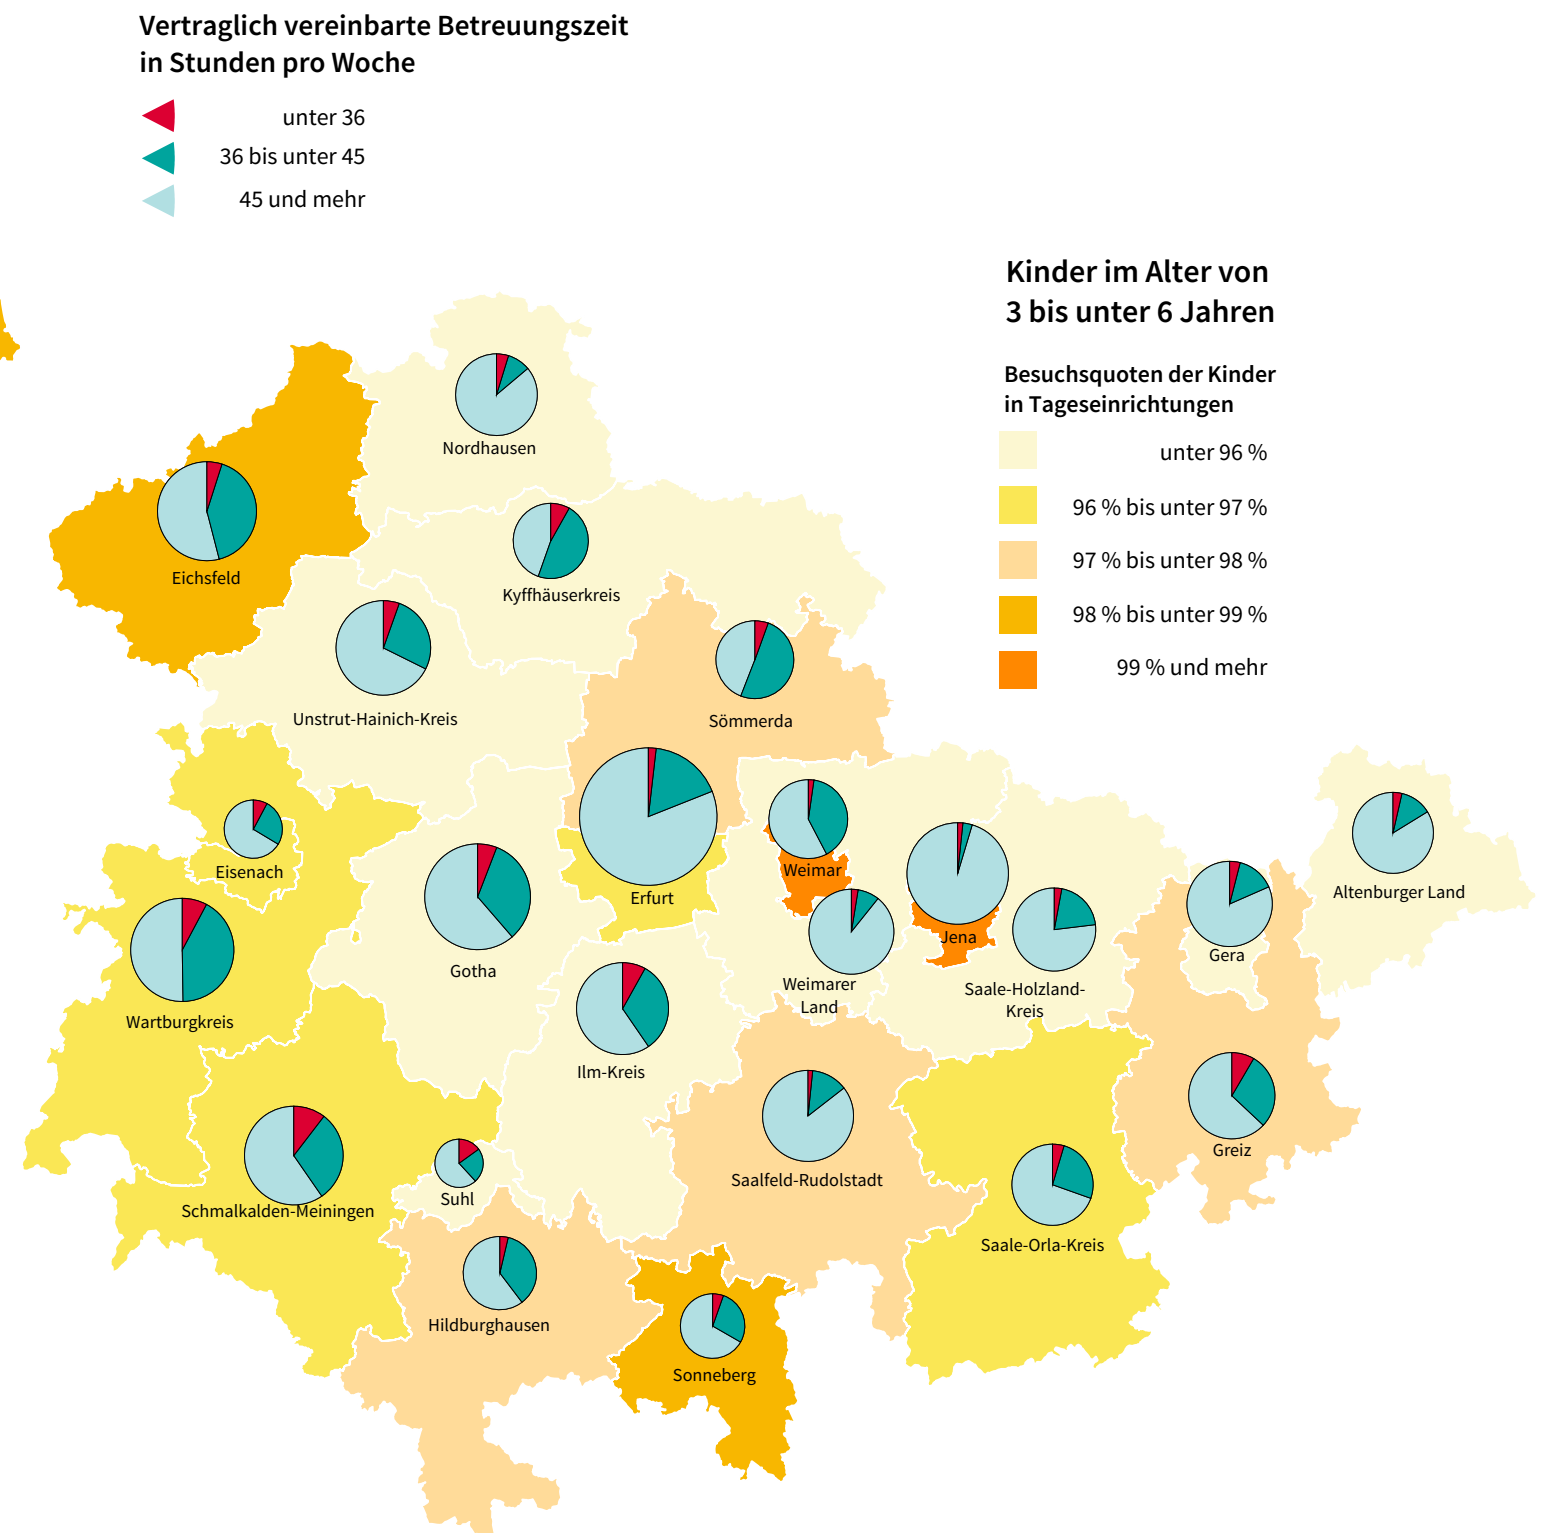 Vertraglich vereinbarte Betreuungszeit
in Stunden pro Woche
unter 36
36 bis unter 45
45 und mehr
Kinder im Alter von
3 bis unter 6 Jahren
Besuchsquoten der Kinder
in Tageseinrichtungen
unter 96 %
96 % bis unter 97 %
97 % bis unter 98 %
98 % bis unter 99 %
99 % und mehr
Nordhausen
Eichsfeld
Kyffhäuserkreis
Unstrut-Hainich-Kreis
Sömmerda
Eisenach
Erfurt
Weimar
Jena
Altenburger Land
Gera
Gotha
Weimarer
Land
Saale-Holzland-
Kreis
Wartburgkreis
Ilm-Kreis
Greiz
Saalfeld-Rudolstadt
Suhl
Schmalkalden-Meiningen
Saale-Orla-Kreis
Hildburghausen
Sonneberg